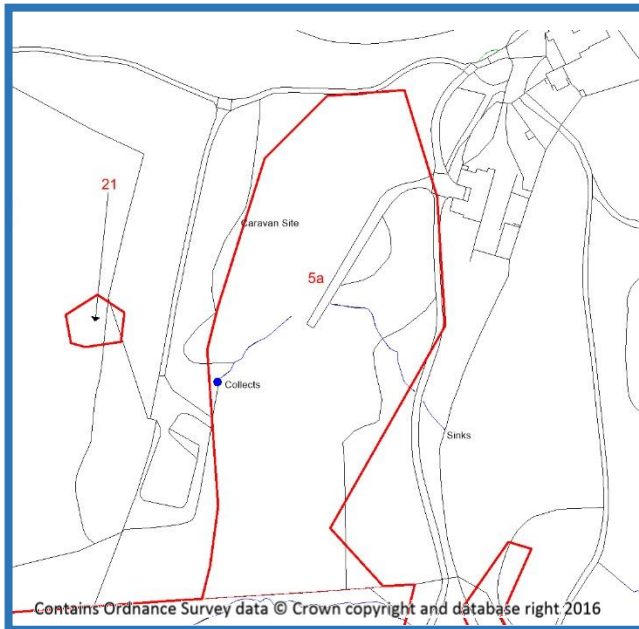 21
Caravan Site
5a
Collects
Sinks
Contains Ordnance Survey data © Crown copyright and database right 2016